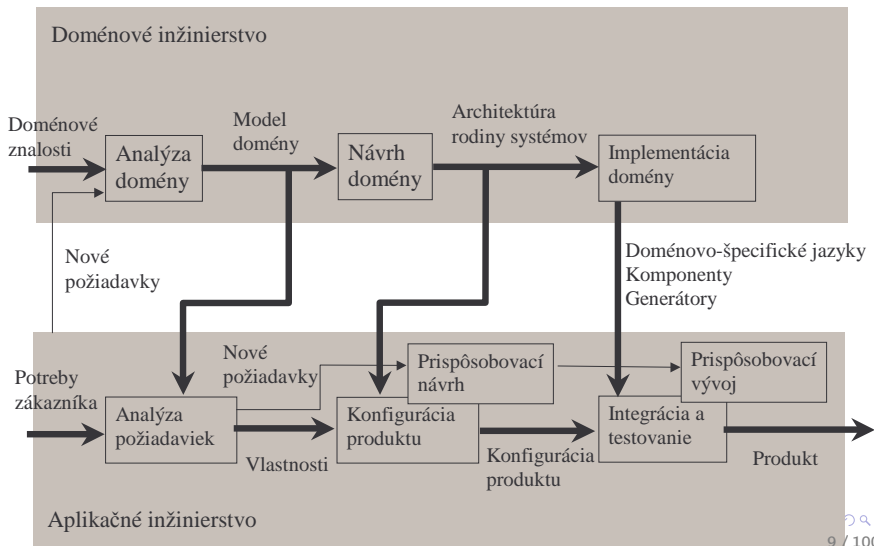 Doménové inžinierstvo
Doménové
znalosti
Analýza
domény
Model
domény
Návrh
domény
Architektúra
rodiny systémov
Implementácia
domény
Nové
požiadavky
Doménovo-špecifické jazyky
Komponenty
Generátory
Potreby
zákazníka
Analýza
požiadaviek
Nové
požiadavky
Vlastnosti
Prispôsobovací
návrh
Konfigurácia
produktu
Konfigurácia
produktu
Prispôsobovací
vývoj
Integrácia a
testovanie
Produkt
Aplikačné inžinierstvo
9 / 100